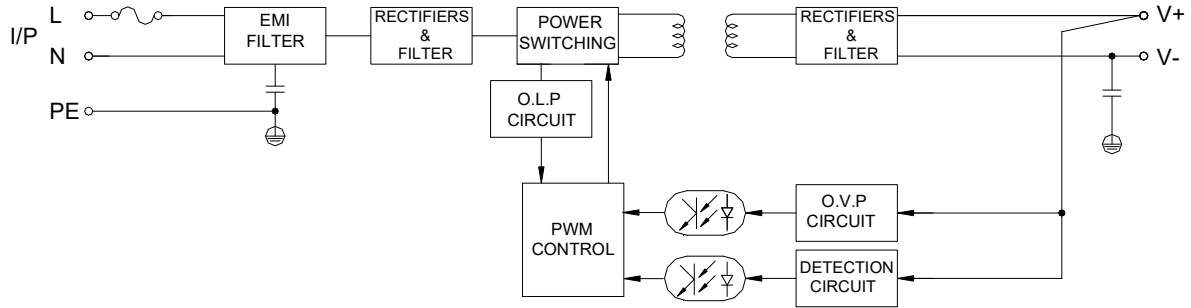 I/P
L
N
PE
EMI
FILTER
RECTIFIERS
&
FILTER
POWER
SWITCHING
RECTIFIERS
&
FILTER
V+
V-
O.L.P
CIRCUIT
PWM
CONTROL
O.V.P
CIRCUIT
DETECTION
CIRCUIT